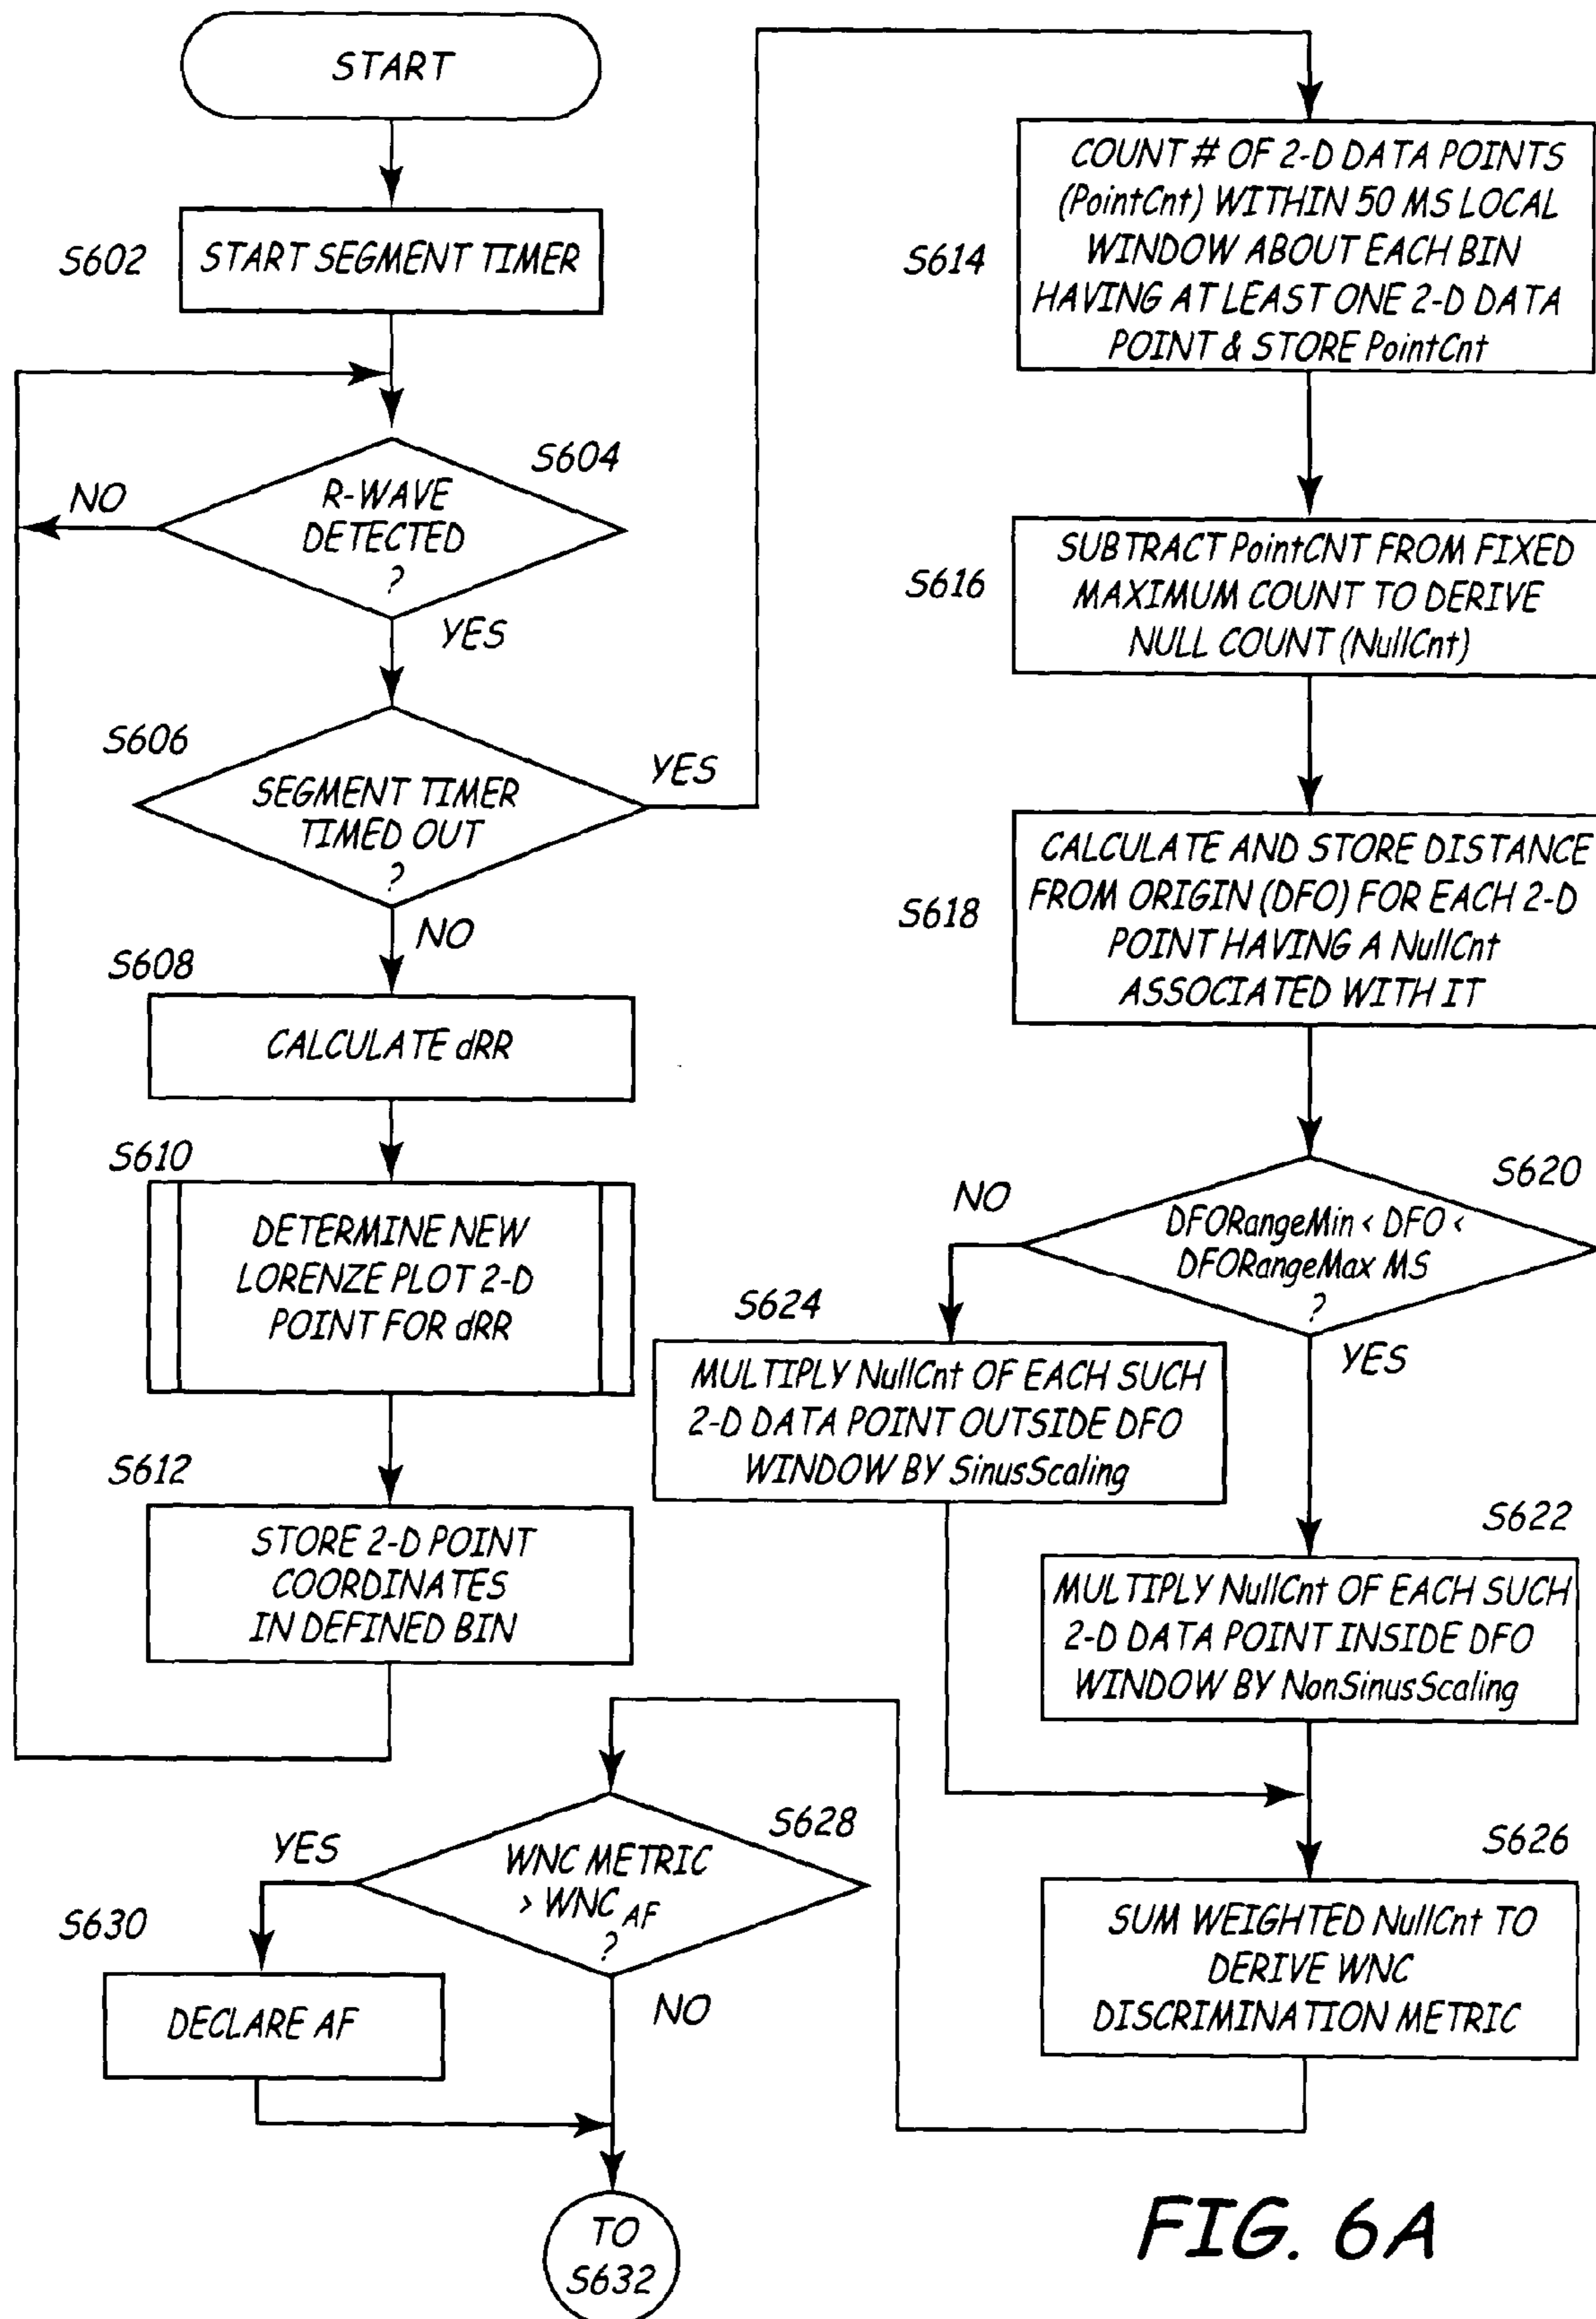 START
S602
START SEGMENT TIMER
S604
NO
R-WAVE
DETECTED
?
YES
S606
SEGMENT TIMER
TIMED OUT
?
YES
NO
S608
CALCULATE dRR
S610
DETERMINE NEW
LORENZE PLOT 2-D
POINT FOR dRR
S612
STORE 2-D POINT
COORDINATES
IN DEFINED BIN
S614
COUNT # OF 2-D DATA POINTS
(PointCnt) WITHIN 50 MS LOCAL
WINDOW ABOUT EACH BIN
HAVING AT LEAST ONE 2-D DATA
POINT & STORE PointCnt
S616
SUBTRACT PointCNT FROM FIXED
MAXIMUM COUNT TO DERIVE
NULL COUNT (NullCnt)
S618
CALCULATE AND STORE DISTANCE
FROM ORIGIN (DFO) FOR EACH 2-D
POINT HAVING A NullCnt
ASSOCIATED WITH IT
S620
NO
DFORangeMin < DFO <
DFORangeMax MS
?
YES
S624
MULTIPLY NullCnt OF EACH SUCH
2-D DATA POINT OUTSIDE DFO
WINDOW BY SinusScaling
S622
MULTIPLY NullCnt OF EACH SUCH
2-D DATA POINT INSIDE DFO
WINDOW BY NonSinusScaling
S626
SUM WEIGHTED NullCnt TO
DERIVE WNC
DISCRIMINATION METRIC
S628
YES
WNC METRIC
> WNC AF
?
NO
S630
DECLARE AF
TO
S632
FIG. 6A